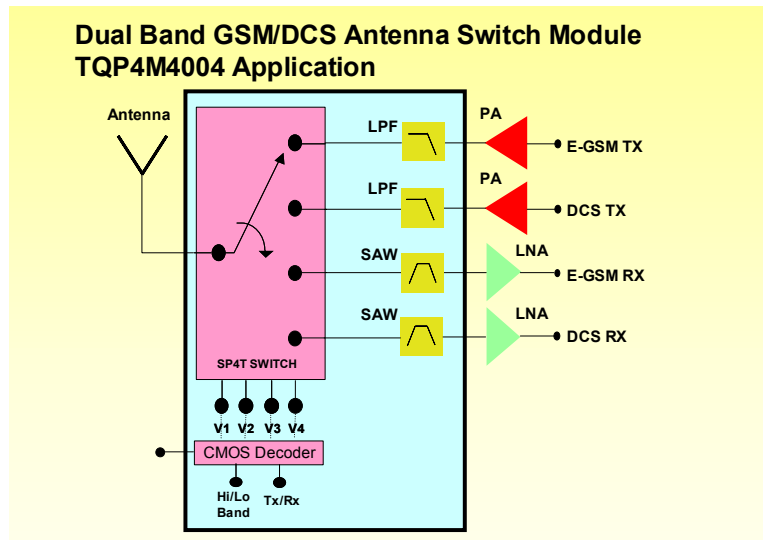 Dual Band GSM/DCS Antenna Switch Module
TQP4M4004 Application
Antenna
LPF
PA
E-GSM TX
LPF
PA
DCS TX
SAW
LNA
E-GSM RX
SAW
LNA
DCS RX
SP4T SWITCH
V1 V2 V3 V4
CMOS Decoder
Hi/Lo
Band
Tx/Rx